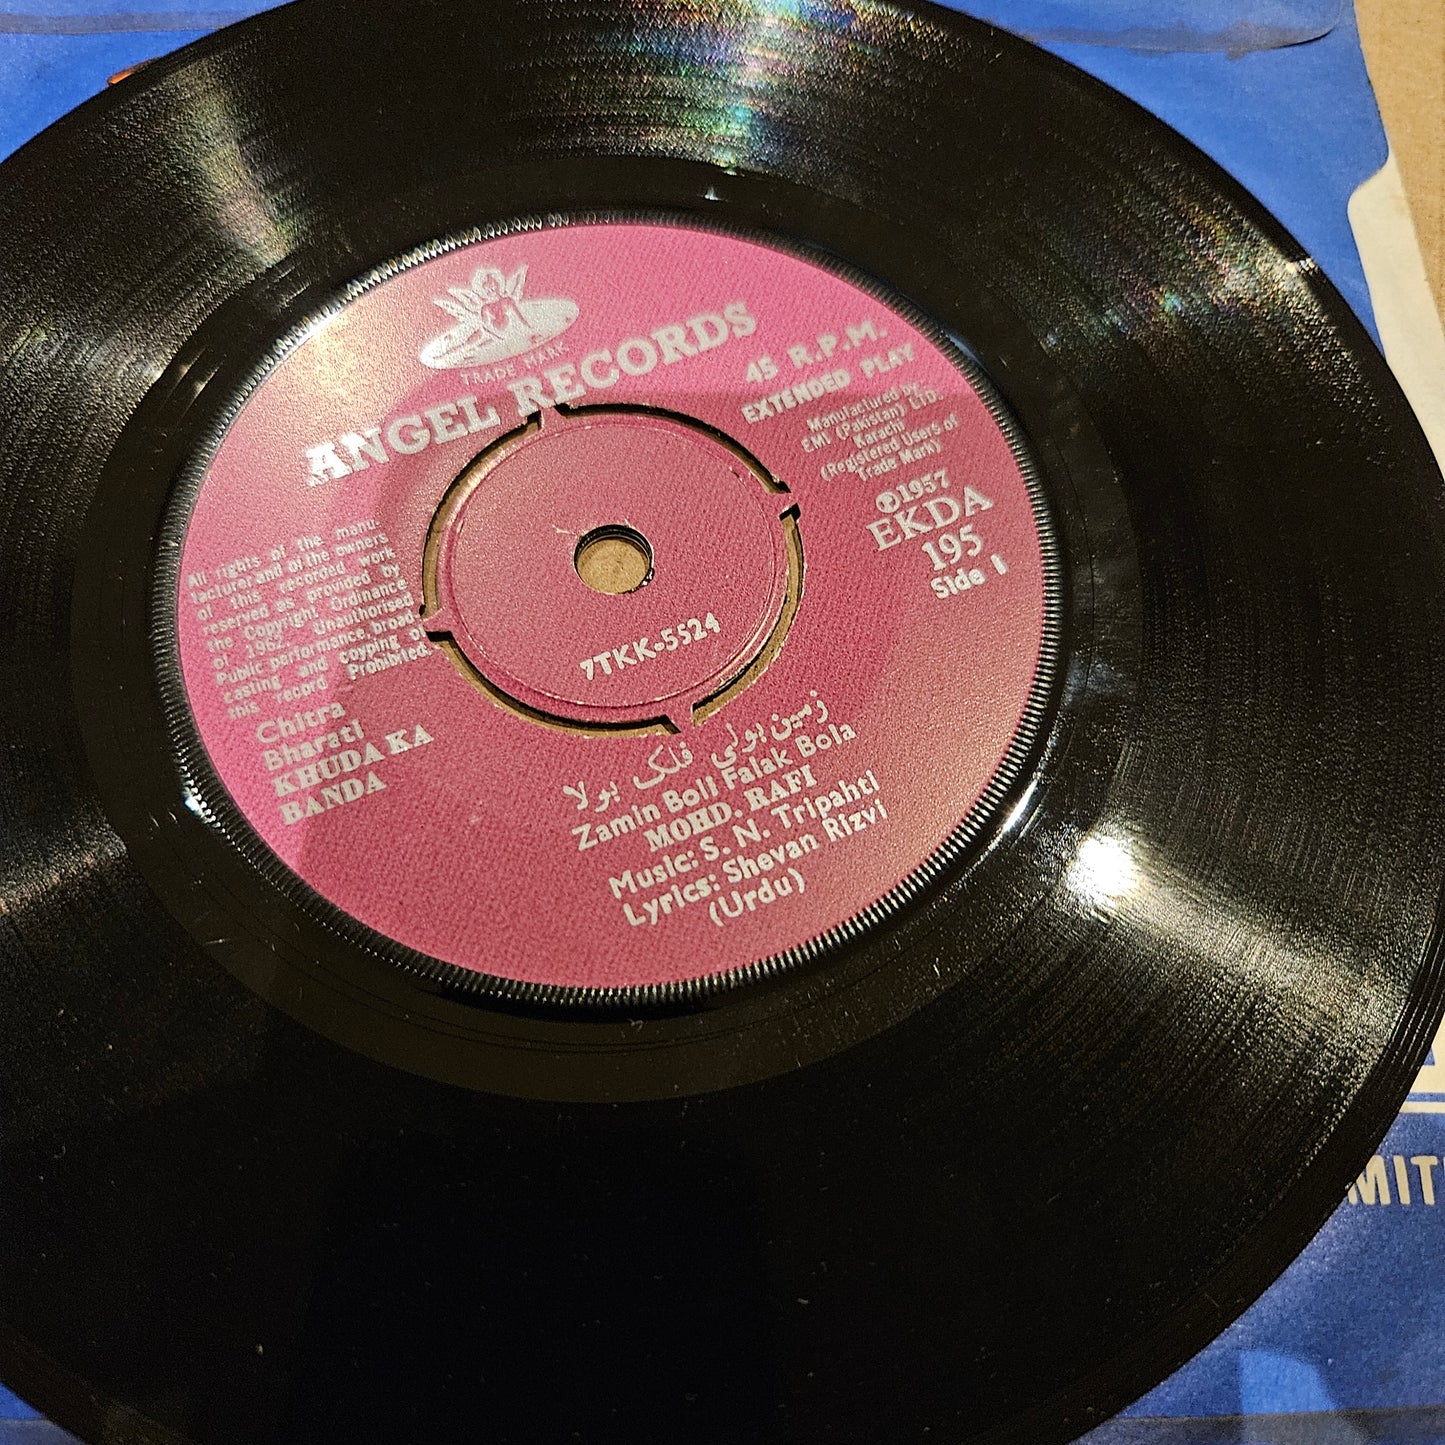 TRADE MARK
ANGEL RECORDS
45 R.P.M.
EXTENDED PLAY
Manufactured by
EMI (Pakistan) LTD.
Karachi
(Registered Users of
Trade Mark)
℗1957
EKDA
195
Side 1
All rights of the manu-
facturer and of the owners
of this recorded work
reserved as provided by
the Copyright Ordinance
of 1962. Unauthorised
Public performance, broad-
casting and coyping of
this record Prohibried.
7TKK-5524
Chitra
Bharati
KHUDA KA
BANDA
زمین بولی فلک بولا
Zamin Boli Falak Bola
MOHD. RAFI
Music: S. N. Tripahti
Lyrics: Shevan Rizvi
(Urdu)
MIT